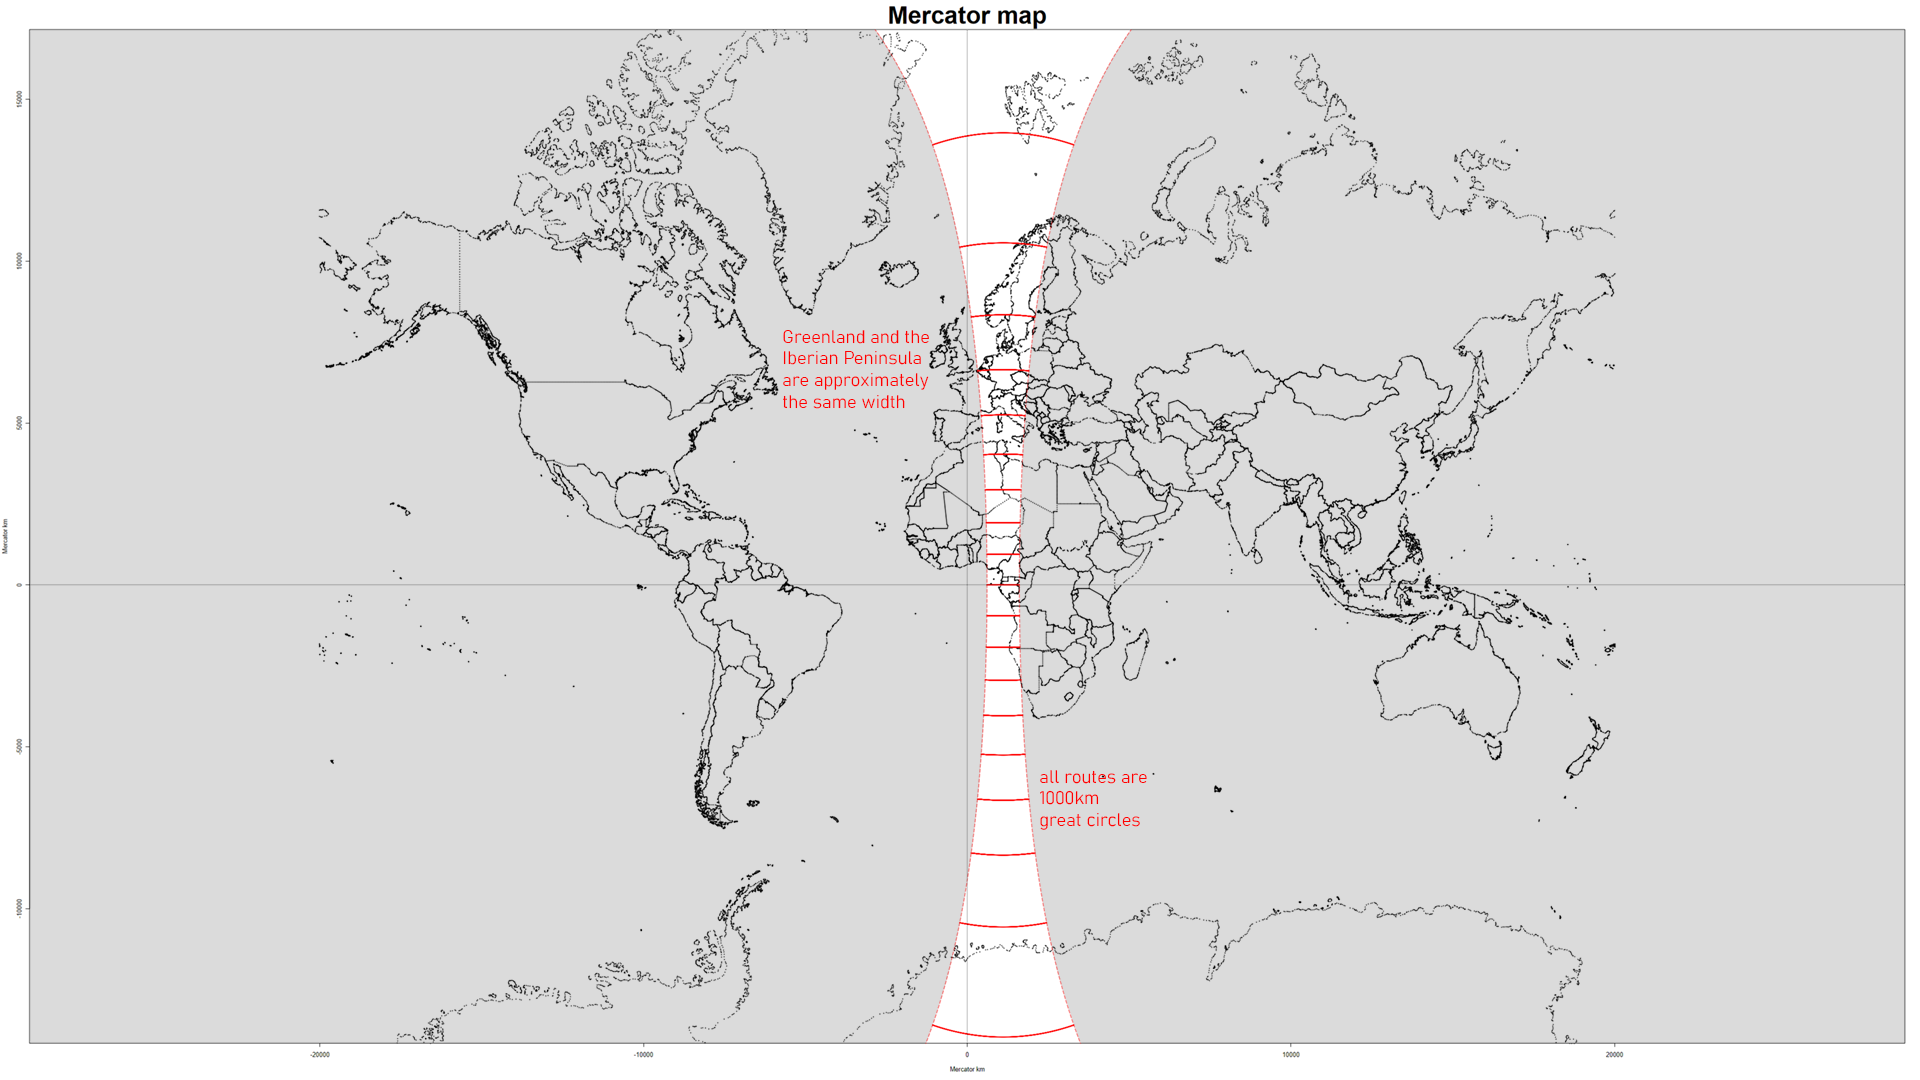 Mercator map
15000
10000
5000
0
-5000
-10000
Mercator km
Greenland and the
Iberian Peninsula
are approximately
the same width
all routes are
1000km
great circles
-20000
-10000
0
10000
20000
Mercator km